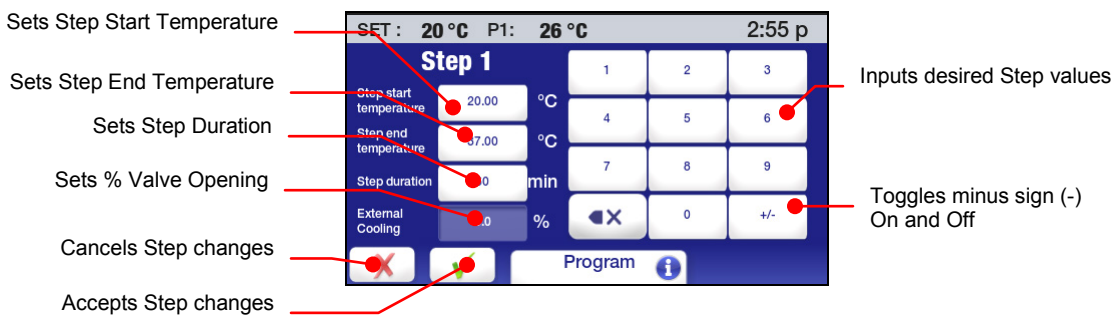 Sets Step Start Temperature
Sets Step End Temperature
Sets Step Duration
Sets % Valve Opening
Cancels Step changes
Accepts Step changes
SET : 20 °C P1: 26 °C 2:55 p
Step 1
Step start
temperature
20.00 °C
Step end
temperature
°C
Step duration
min
External
Cooling
%
1 2 3
4 5 6
7 8 9
0 +/-
Program
Inputs desired Step values
Toggles minus sign (-)
On and Off